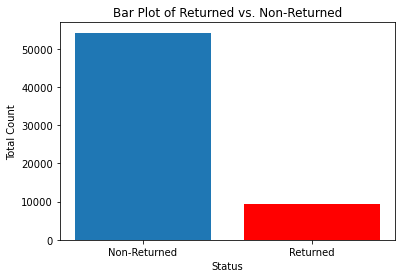 Bar Plot of Returned vs. Non-Returned
Total Count
50000
40000
30000
20000
10000
0
Non-Returned
Returned
Status